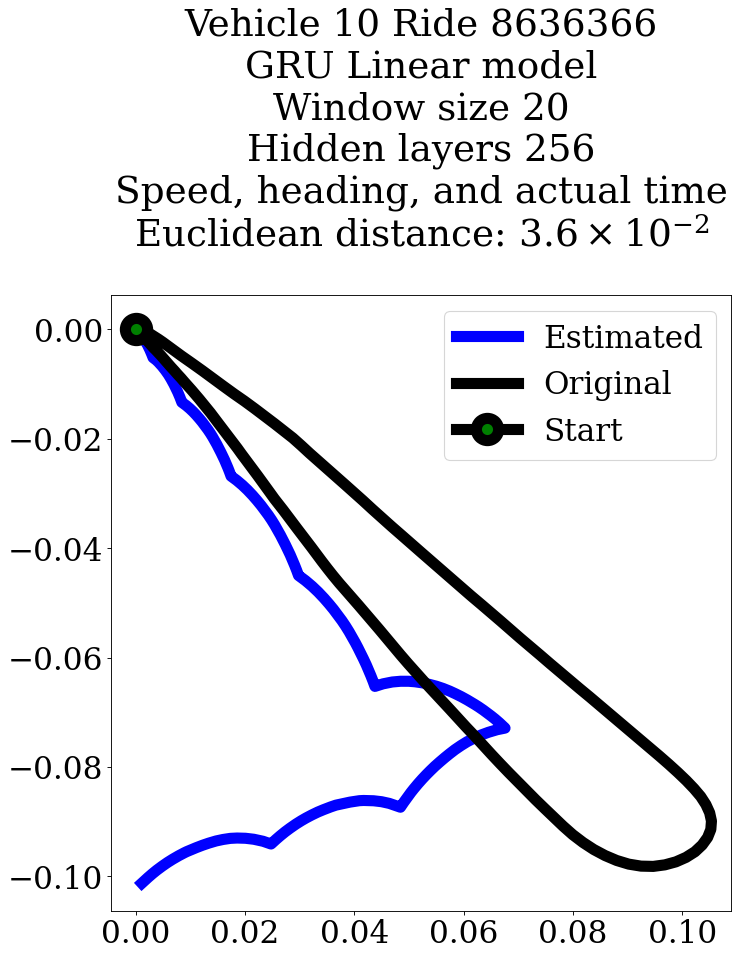 Vehicle 10 Ride 8636366
GRU Linear model
Window size 20
Hidden layers 256
Speed, heading, and actual time
Euclidean distance: 3.6 × 10⁻²
Estimated
Original
Start
0.00
−0.02
−0.04
−0.06
−0.08
−0.10
0.00 0.02 0.04 0.06 0.08 0.10